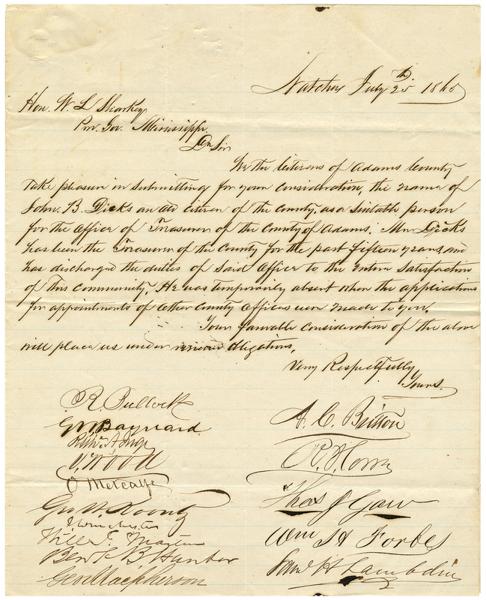 Natchez July 25th 1865
Hon. W. L Sharkey
Prov. Gov. Mississippi
Dr Sir
We the Citizens of Adams County
take pleasure in submitting for your consideration, the name of
John. B. Dicks an old citizen of the County, as a suitable person
for the office of Treasurer of the County of Adams. Mr Dicks
has been the Treasurer of the County for the past fifteen years, and
has discharged the duties of said office to the entire satisfaction
of this community. He was temporarily absent when the applications
for appointments of other County officers were made to you.
Your favorable consideration of the above
will place us under obligations.
Very Respectfully
Yours.
R. Bullock
A. C. Britton
G W Baynard
V. Wood
O Metcalfe
Geo. W. Koontz
Thos J Gaw
J Winchester
Will T. Martin
Wm H Forbes
Benj. B. Hunter
Saml H Lambdin
Geo Macpherson